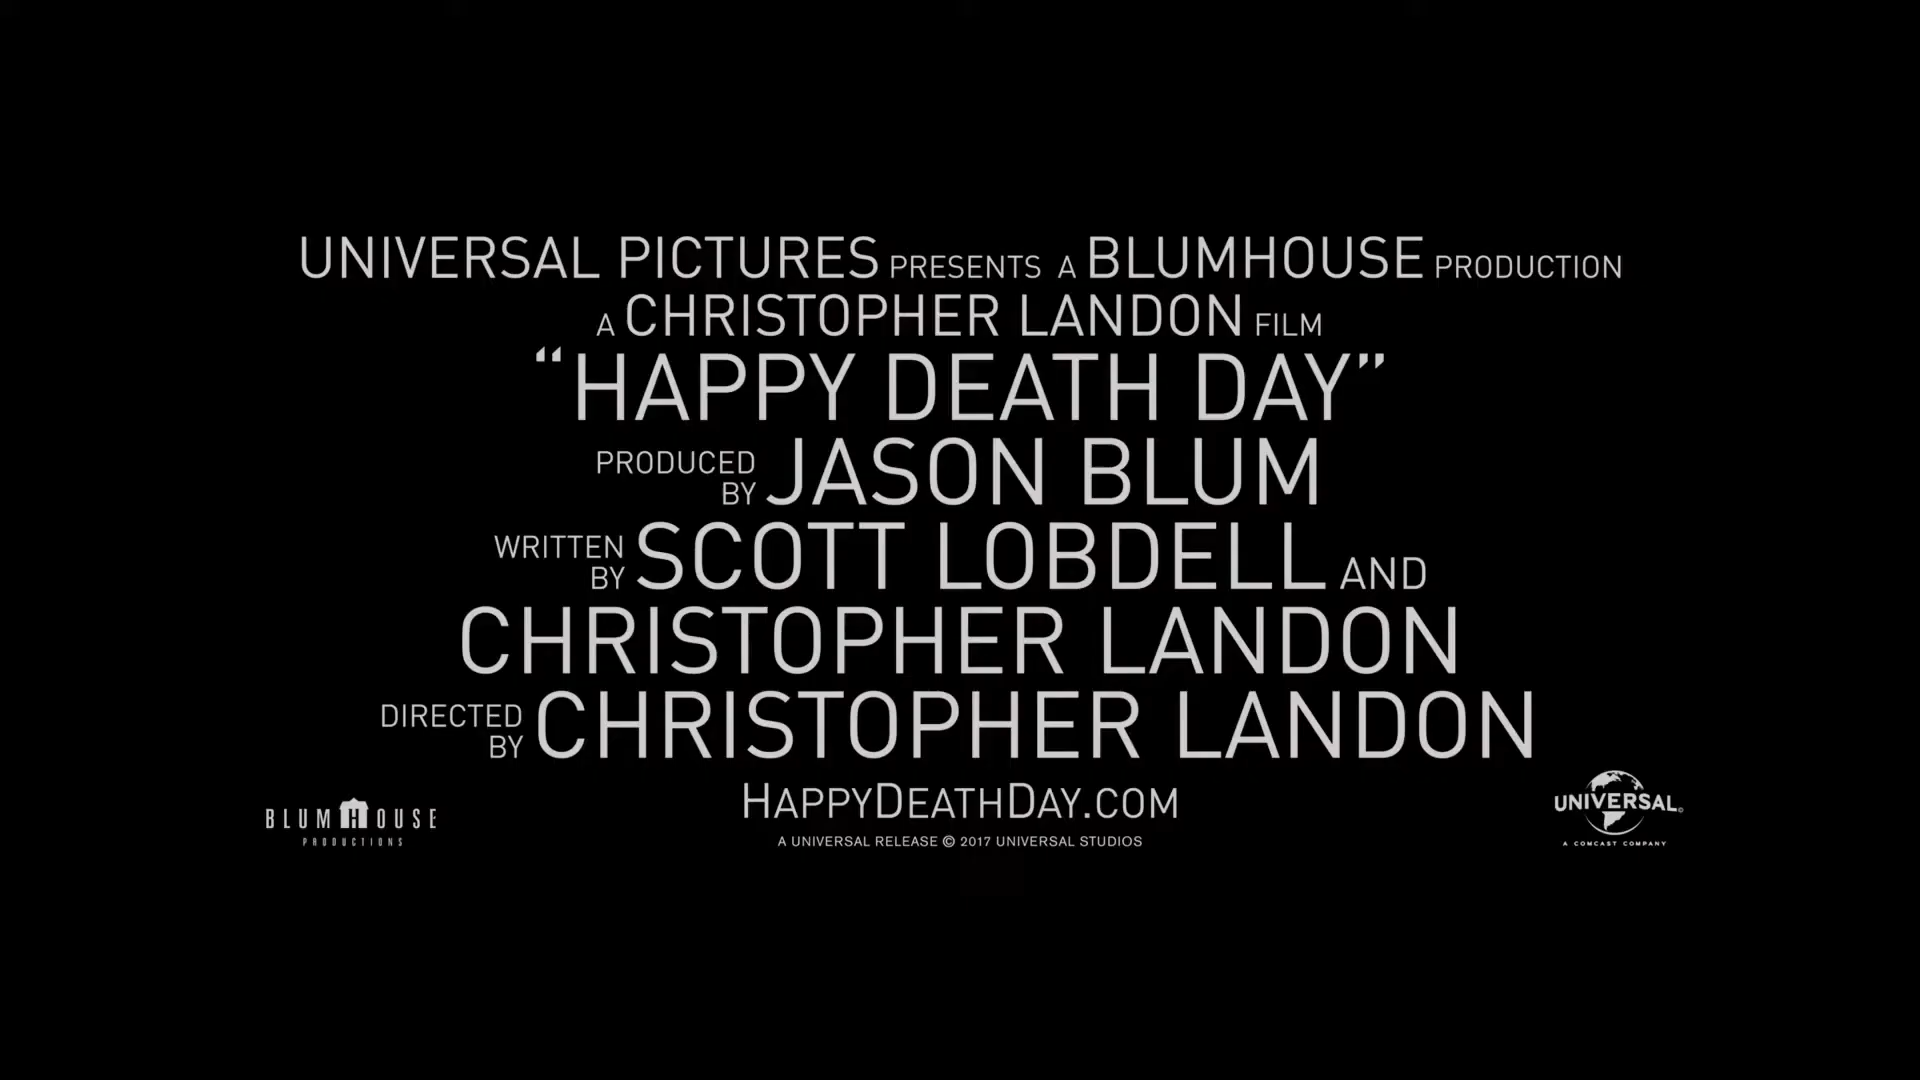 UNIVERSAL PICTURES PRESENTS A BLUMHOUSE PRODUCTION
A CHRISTOPHER LANDON FILM
“HAPPY DEATH DAY”
PRODUCED BY JASON BLUM
WRITTEN BY SCOTT LOBDELL AND
CHRISTOPHER LANDON
DIRECTED BY CHRISTOPHER LANDON
HAPPYDEATHDAY.COM
A UNIVERSAL RELEASE © 2017 UNIVERSAL STUDIOS
BLUMHOUSE
PRODUCTIONS
UNIVERSAL
A COMCAST COMPANY